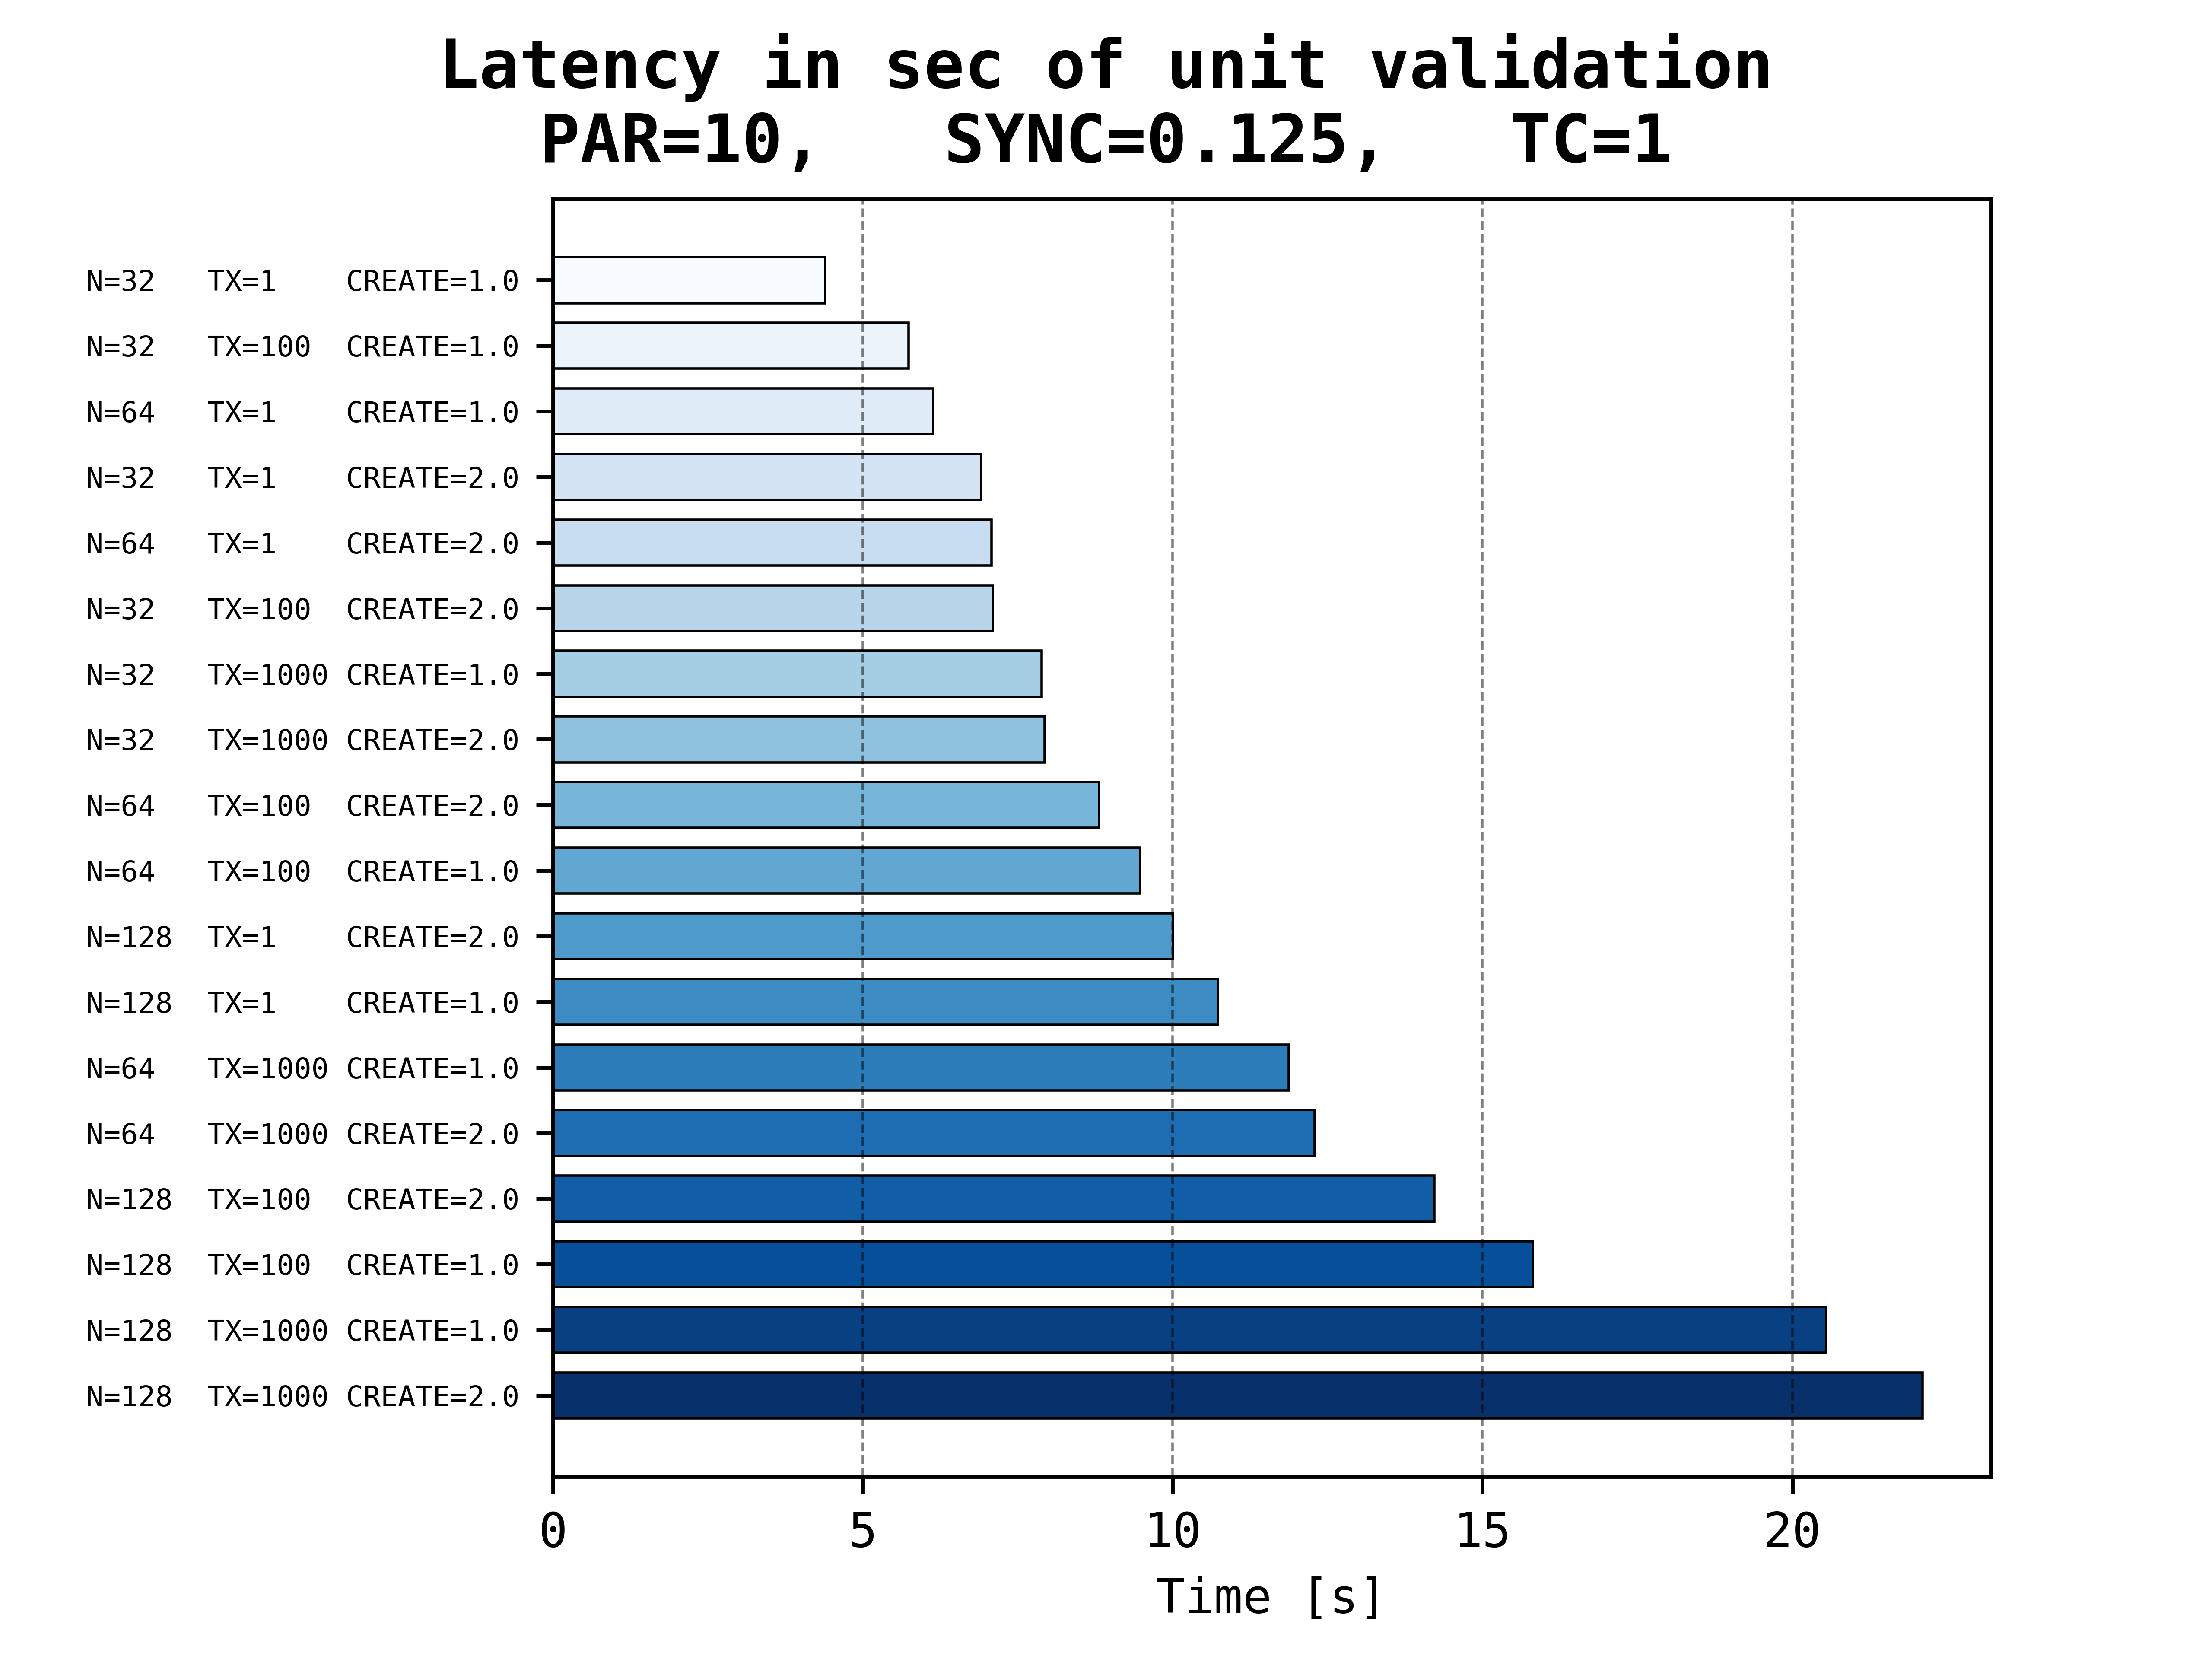 Latency in sec of unit validation
PAR=10, SYNC=0.125, TC=1
N=32 TX=1 CREATE=1.0
N=32 TX=100 CREATE=1.0
N=64 TX=1 CREATE=1.0
N=32 TX=1 CREATE=2.0
N=64 TX=1 CREATE=2.0
N=32 TX=100 CREATE=2.0
N=32 TX=1000 CREATE=1.0
N=32 TX=1000 CREATE=2.0
N=64 TX=100 CREATE=2.0
N=64 TX=100 CREATE=1.0
N=128 TX=1 CREATE=2.0
N=128 TX=1 CREATE=1.0
N=64 TX=1000 CREATE=1.0
N=64 TX=1000 CREATE=2.0
N=128 TX=100 CREATE=2.0
N=128 TX=100 CREATE=1.0
N=128 TX=1000 CREATE=1.0
N=128 TX=1000 CREATE=2.0
0 5 10 15 20
Time [s]